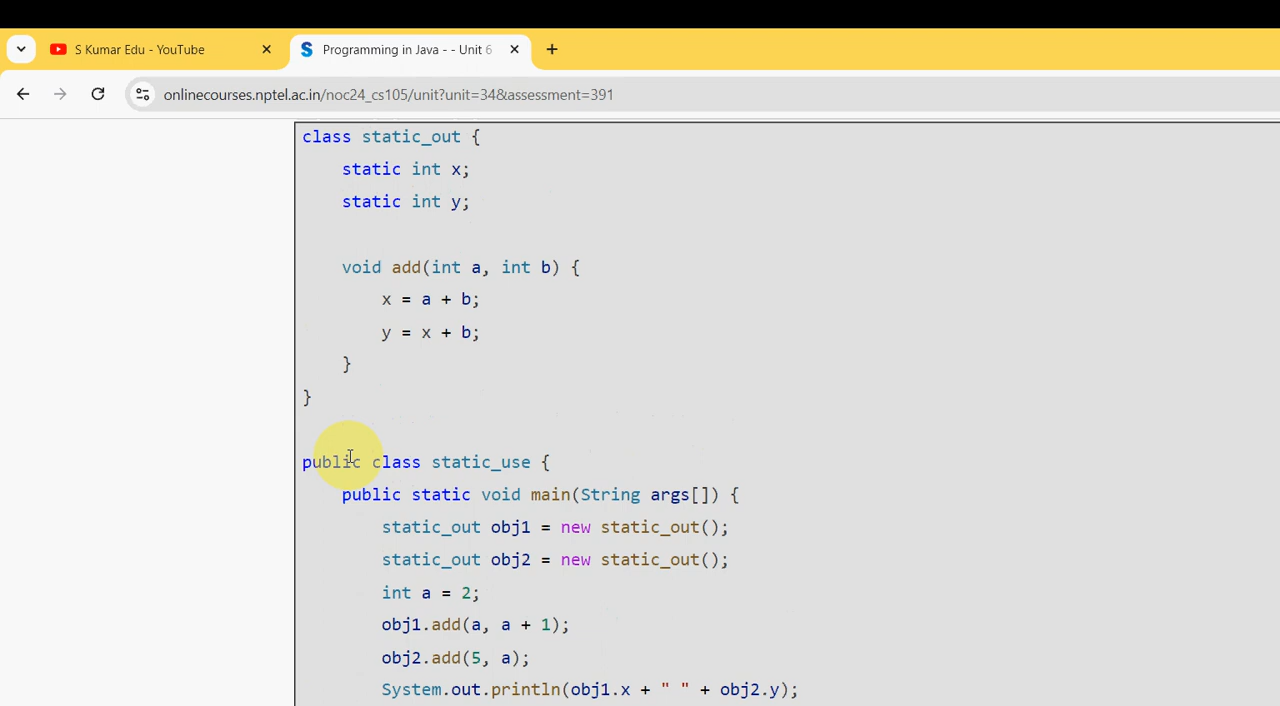 S Kumar Edu - YouTube
Programming in Java - - Unit 6
onlinecourses.nptel.ac.in/noc24_cs105/unit?unit=34&assessment=391
class static_out {
static int x;
static int y;
void add(int a, int b) {
x = a + b;
y = x + b;
}
}
public class static_use {
public static void main(String args[]) {
static_out obj1 = new static_out();
static_out obj2 = new static_out();
int a = 2;
obj1.add(a, a + 1);
obj2.add(5, a);
System.out.println(obj1.x + " " + obj2.y);